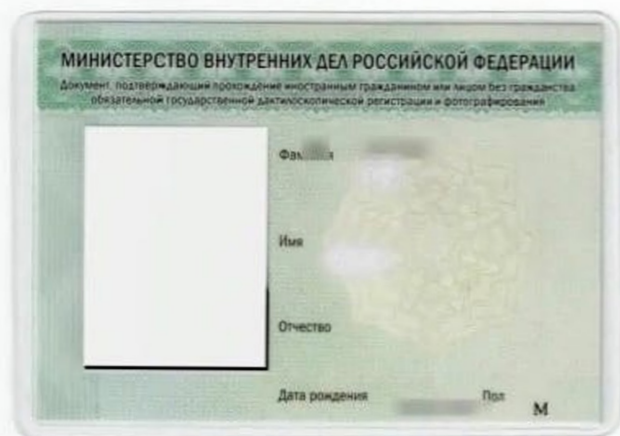 МИНИСТЕРСТВО ВНУТРЕННИХ ДЕЛ РОССИЙСКОЙ ФЕДЕРАЦИИ
Документ, подтверждающий прохождение иностранным гражданином или лицом без гражданства
обязательной государственной дактилоскопической регистрации и фотографирования
Имя
Отчество
Дата рождения Пол М